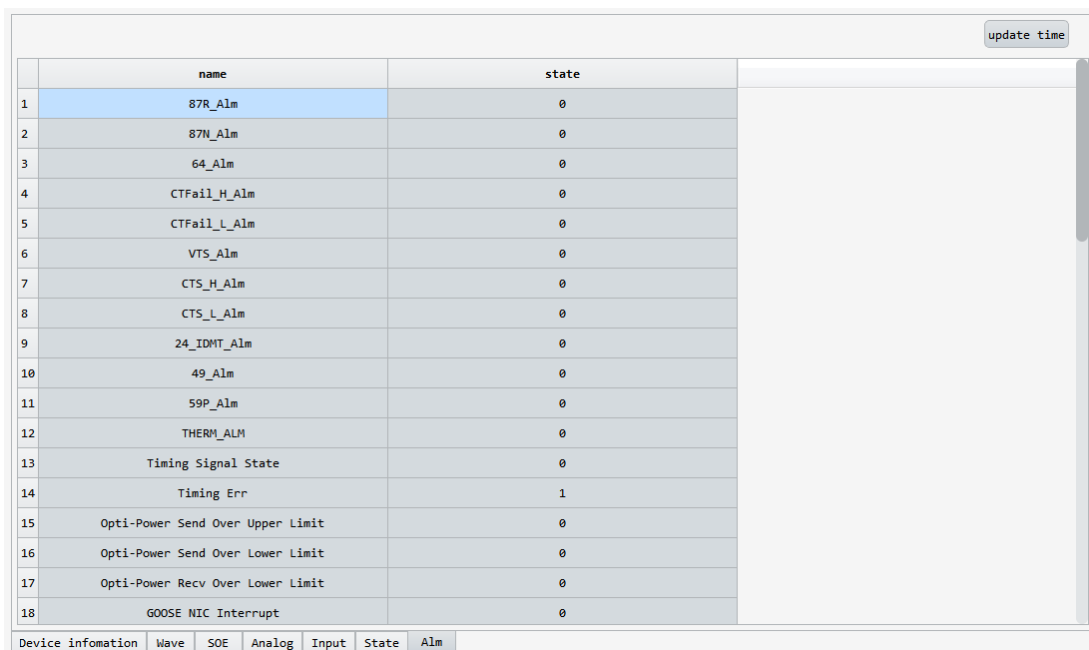 update time
name state
1 87R_Alm 0
2 87N_Alm 0
3 64_Alm 0
4 CTFail_H_Alm 0
5 CTFail_L_Alm 0
6 VTS_Alm 0
7 CTS_H_Alm 0
8 CTS_L_Alm 0
9 24_IDMT_Alm 0
10 49_Alm 0
11 59P_Alm 0
12 THERM_ALM 0
13 Timing Signal State 0
14 Timing Err 1
15 Opti-Power Send Over Upper Limit 0
16 Opti-Power Send Over Lower Limit 0
17 Opti-Power Recv Over Lower Limit 0
18 GOOSE NIC Interrupt 0
Device infomation Wave SOE Analog Input State Alm